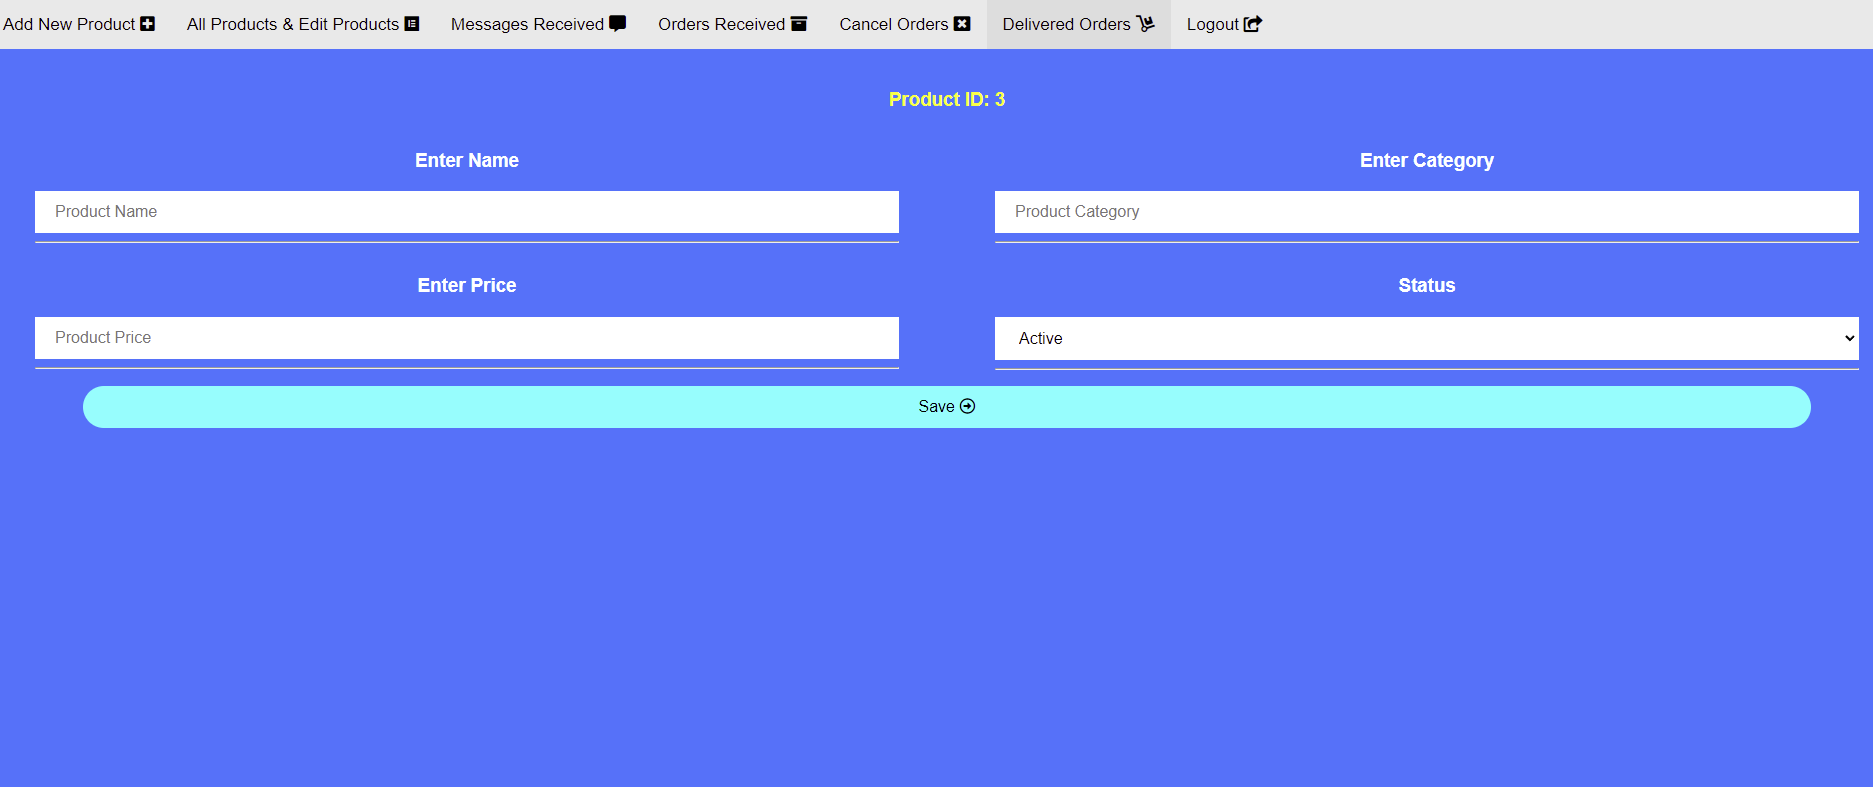 Add New Product All Products & Edit Products Messages Received Orders Received Cancel Orders Delivered Orders Logout
Product ID: 3
Enter Name Enter Category
Product Name Product Category
Enter Price Status
Product Price Active
Save